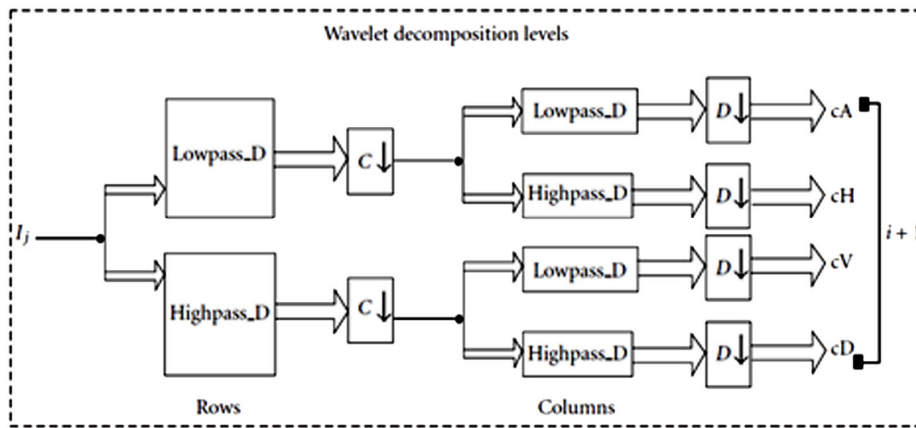 Wavelet decomposition levels
Lowpass_D
C
Lowpass_D
D
cA
Highpass_D
D
cH
I_j
i + 1
Highpass_D
C
Lowpass_D
D
cV
Highpass_D
D
cD
Rows
Columns